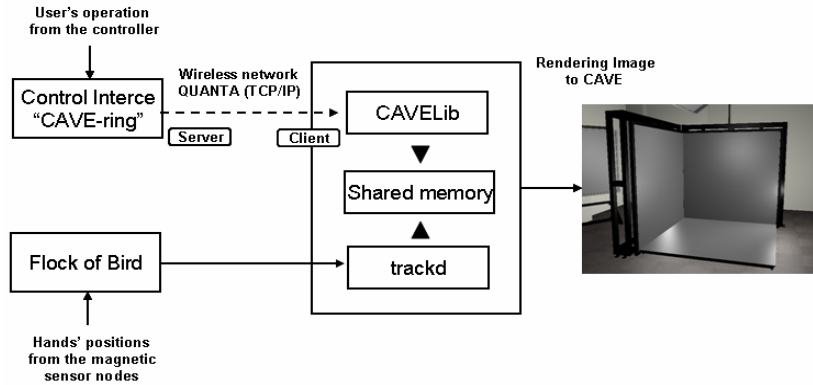 User's operation
from the controller
Control Interce
“CAVE-ring”
Wireless network
QUANTA (TCP/IP)
Server
Client
CAVELib
Shared memory
trackd
Rendering Image
to CAVE
Flock of Bird
Hands' positions
from the magnetic
sensor nodes